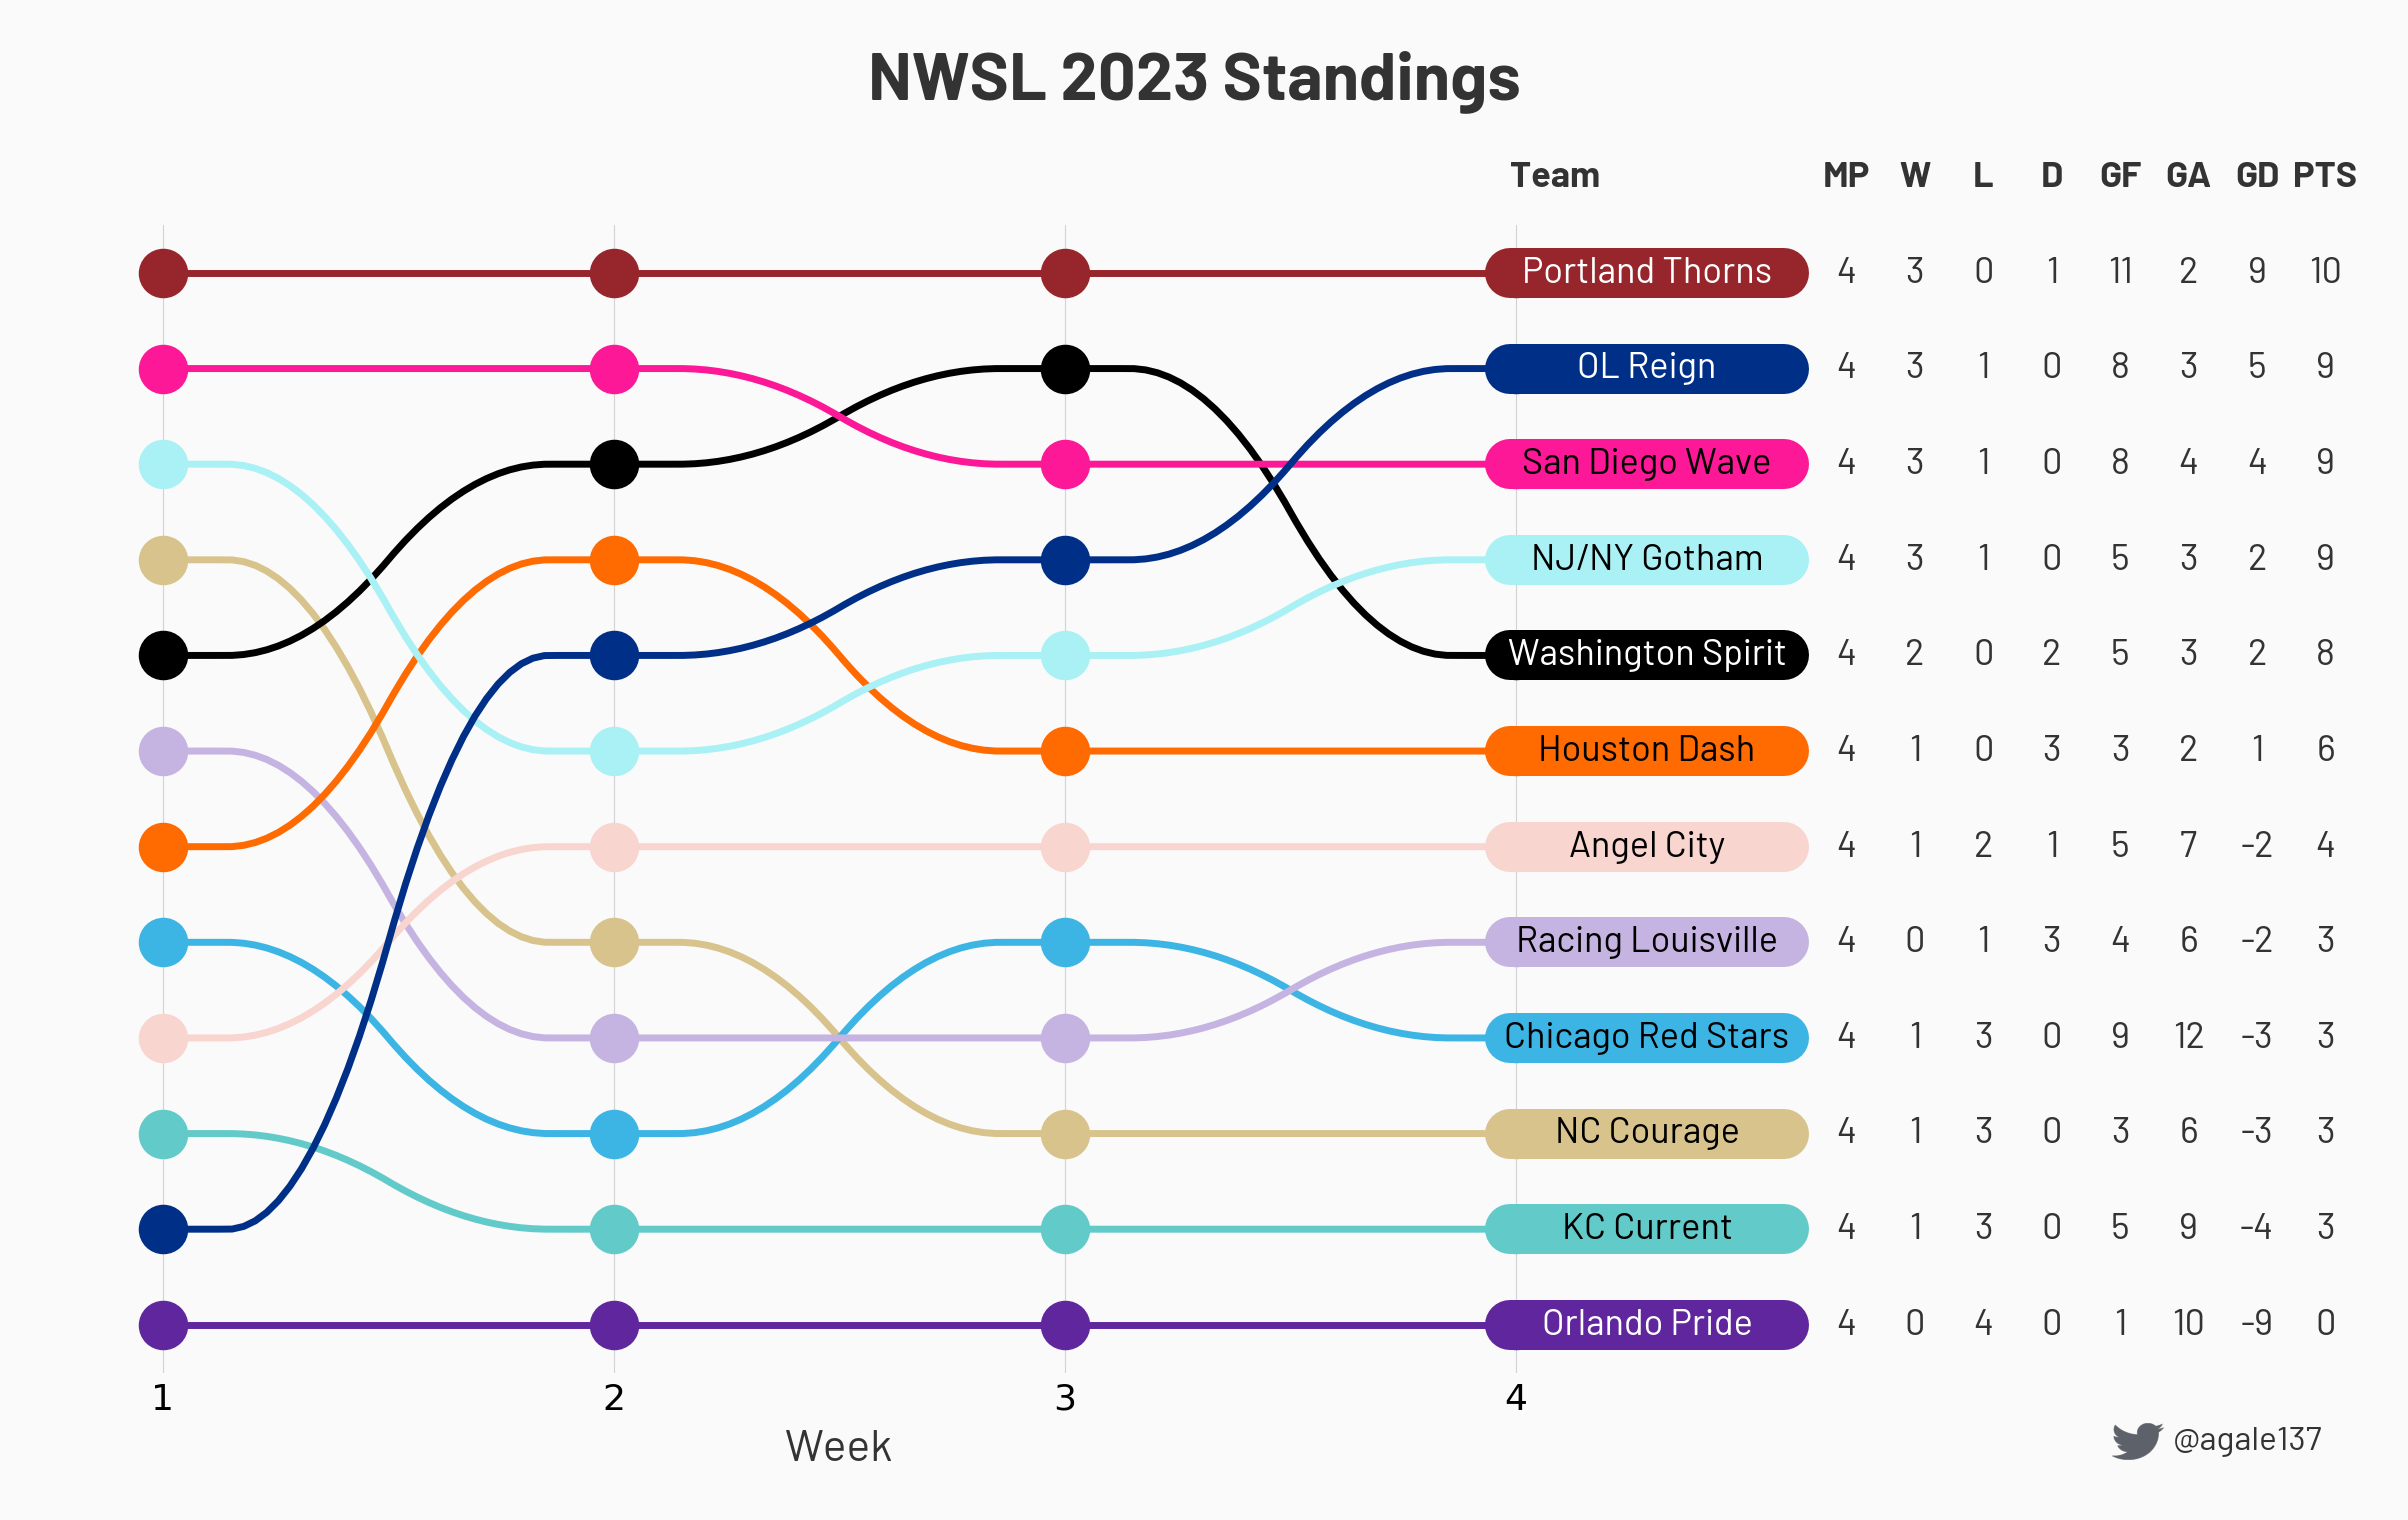 NWSL 2023 Standings
Team MP W L D GF GA GD PTS
Portland Thorns 4 3 0 1 11 2 9 10
OL Reign 4 3 1 0 8 3 5 9
San Diego Wave 4 3 1 0 8 4 4 9
NJ/NY Gotham 4 3 1 0 5 3 2 9
Washington Spirit 4 2 0 2 5 3 2 8
Houston Dash 4 1 0 3 3 2 1 6
Angel City 4 1 2 1 5 7 -2 4
Racing Louisville 4 0 1 3 4 6 -2 3
Chicago Red Stars 4 1 3 0 9 12 -3 3
NC Courage 4 1 3 0 3 6 -3 3
KC Current 4 1 3 0 5 9 -4 3
Orlando Pride 4 0 4 0 1 10 -9 0
1 2 3 4
Week
@agale137